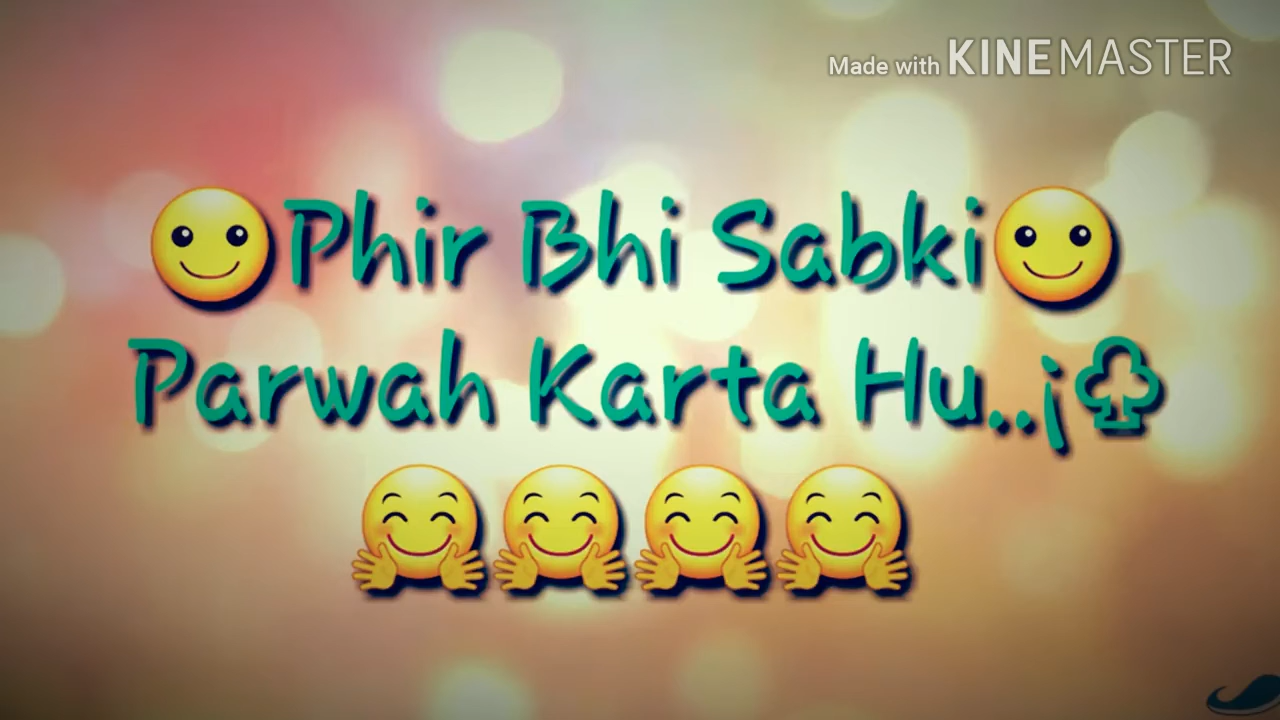 Made with KINEMASTER
🙂Phir Bhi Sabki🙂
Parwah Karta Hu..¡♧
🤗🤗🤗🤗